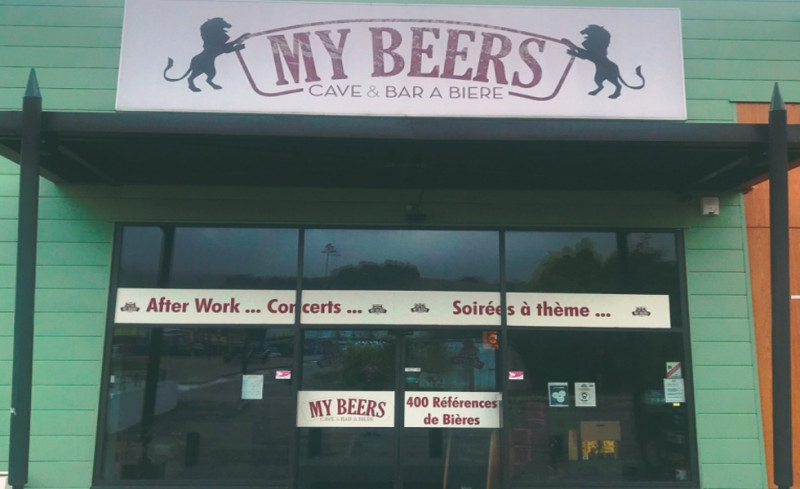 MY BEERS
CAVE & BAR A BIERE
After Work ... Concerts ... Soirées à thème ...
MY BEERS
CAVE & BAR A BIERE
400 Références
de Bières